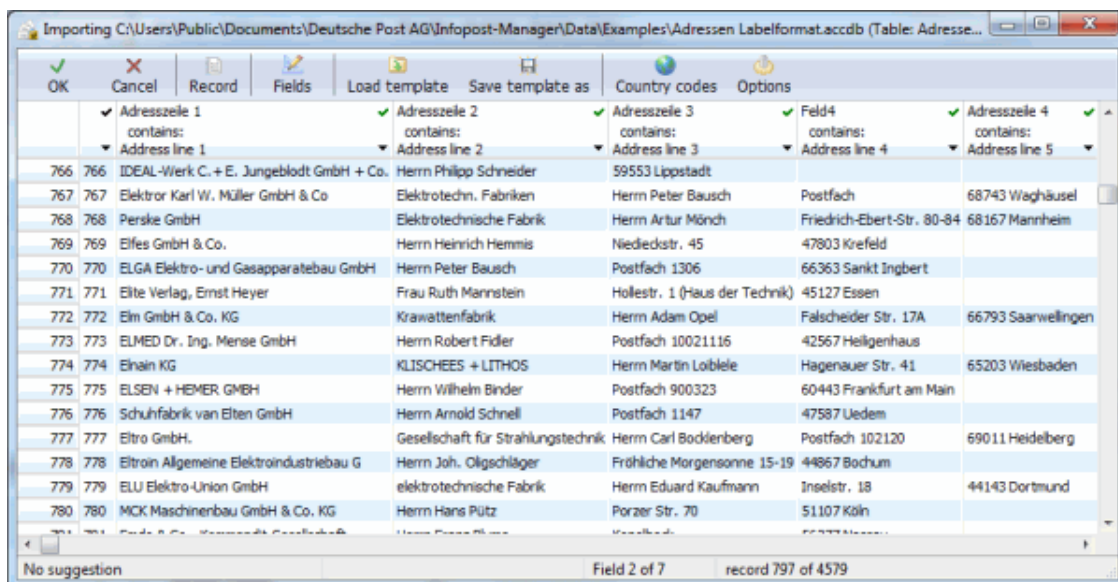 Importing C:\Users\Public\Documents\Deutsche Post AG\Infopost-Manager\Data\Examples\Adressen Labelformat.accdb (Table: Adresse...
OK Cancel Record Fields Load template Save template as Country codes Options
Adresszeile 1 Adresszeile 2 Adresszeile 3 Feld4 Adresszeile 4
contains: contains: contains: contains: contains:
Address line 1 Address line 2 Address line 3 Address line 4 Address line 5
766 766 IDEAL-Werk C. + E. Jungeblodt GmbH + Co. Herrn Philipp Schneider 59553 Lippstadt
767 767 Elektror Karl W. Müller GmbH & Co Elektrotechn. Fabriken Herrn Peter Bausch Postfach 68743 Waghäusel
768 768 Perske GmbH Elektrotechnische Fabrik Herrn Artur Mönch Friedrich-Ebert-Str. 80-84 68167 Mannheim
769 769 Elfes GmbH & Co. Herrn Heinrich Hemmis Niedieckstr. 45 47803 Krefeld
770 770 ELGA Elektro- und Gasapparatebau GmbH Herrn Peter Bausch Postfach 1306 66363 Sankt Ingbert
771 771 Elite Verlag, Ernst Heyer Frau Ruth Mannstein Hollestr. 1 (Haus der Technik) 45127 Essen
772 772 Elm GmbH & Co. KG Krawattenfabrik Herrn Adam Opel Falscheider Str. 17A 66793 Saarwellingen
773 773 ELMED Dr. Ing. Mense GmbH Herrn Robert Fidler Postfach 10021116 42567 Heiligenhaus
774 774 Elnain KG KLISCHEES + LITHOS Herrn Martin Loiblele Hagenauer Str. 41 65203 Wiesbaden
775 775 ELSEN + HEMER GMBH Herrn Wilhelm Binder Postfach 900323 60443 Frankfurt am Main
776 776 Schuhfabrik van Elten GmbH Herrn Arnold Schnell Postfach 1147 47587 Uedem
777 777 Eltro GmbH. Gesellschaft für Strahlungstechnik Herrn Carl Bocklenberg Postfach 102120 69011 Heidelberg
778 778 Eltroin Allgemeine Elektroindustriebau G Herrn Joh. Oligschläger Fröhliche Morgensonne 15-19 44867 Bochum
779 779 ELU Elektro-Union GmbH elektrotechnische Fabrik Herrn Eduard Kaufmann Inselstr. 18 44143 Dortmund
780 780 MCK Maschinenbau GmbH & Co. KG Herrn Hans Pütz Porzer Str. 70 51107 Köln
No suggestion Field 2 of 7 record 797 of 4579